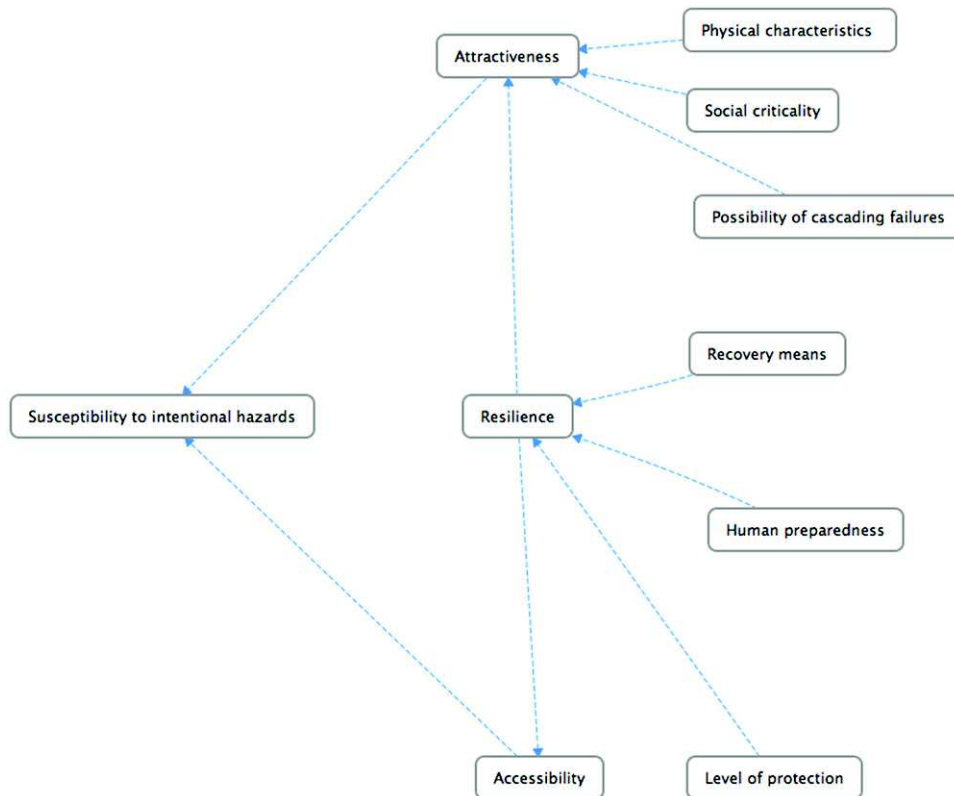 Physical characteristics
Attractiveness
Social criticality
Possibility of cascading failures
Recovery means
Susceptibility to intentional hazards
Resilience
Human preparedness
Accessibility
Level of protection